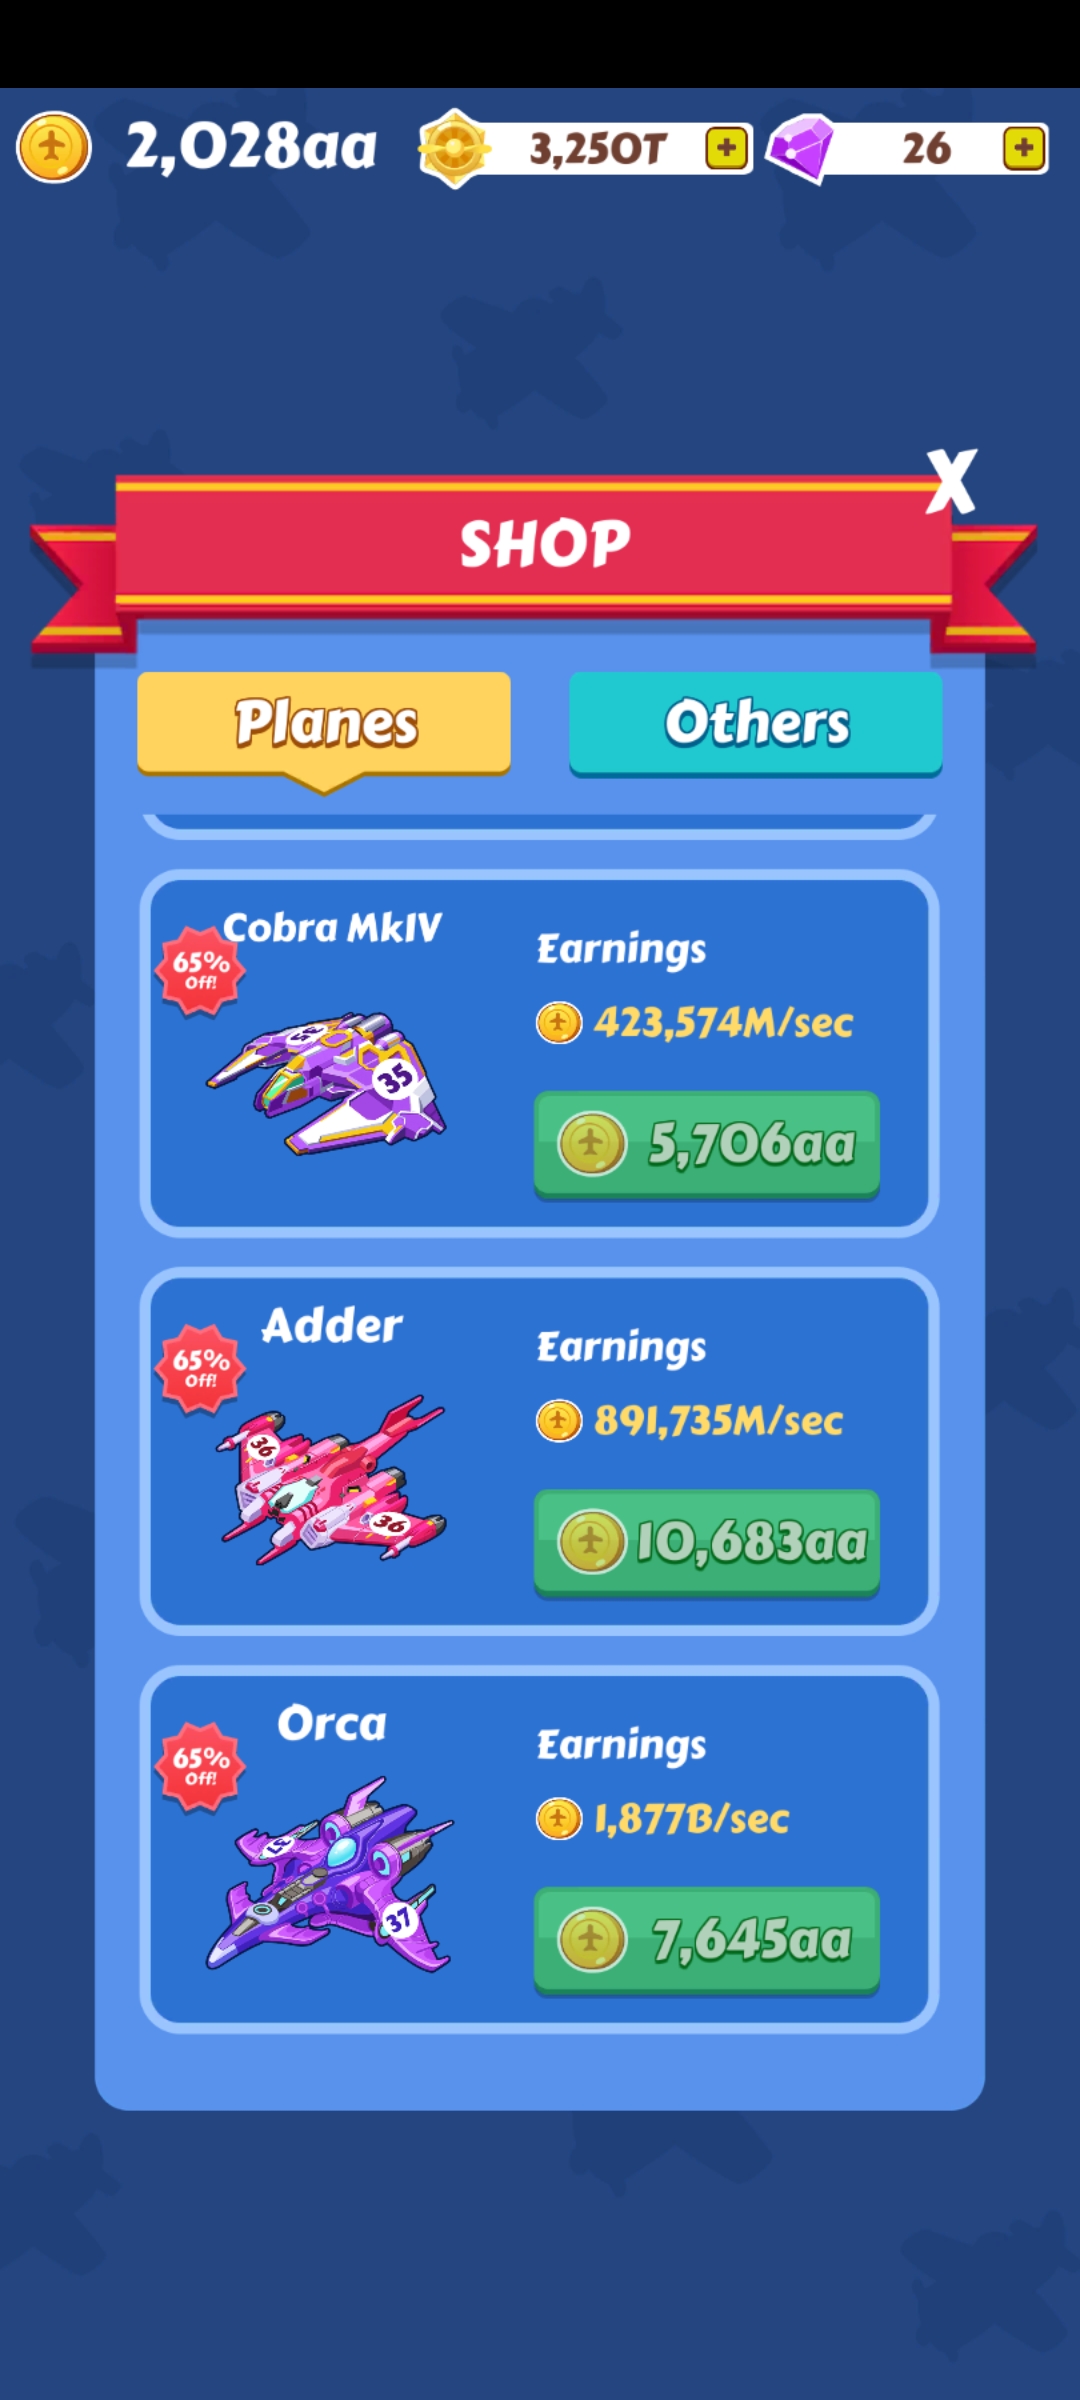 2,028aa 3,250T + 26 +
X
SHOP
Planes Others
Cobra MkIV
65%
Off!
Earnings
423,574M/sec
35
35
5,706aa
Adder
65%
Off!
Earnings
891,735M/sec
36
36
10,683aa
Orca
65%
Off!
Earnings
1,877B/sec
37
37
7,645aa